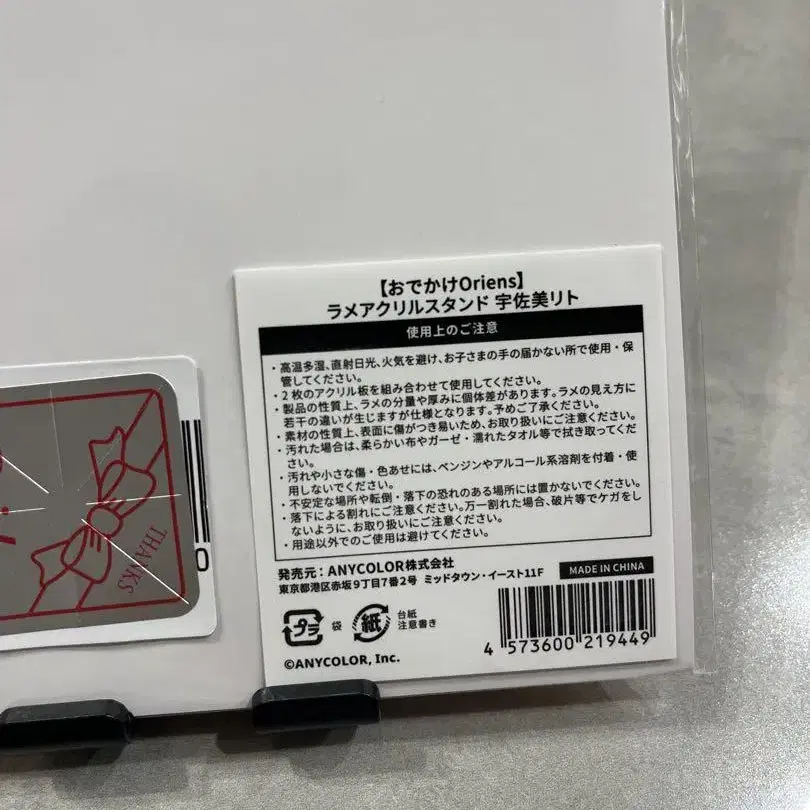 【おでかけOriens】
ラメアクリルスタンド 宇佐美リト
使用上のご注意
・高温多湿、直射日光、火気を避け、お子さまの手の届かない所で使用・保
管してください。
・2枚のアクリル板を組み合わせて使用してください。
・製品の性質上、ラメの分量や厚みに個体差があります。ラメの見え方に
若干の違いが生じますが仕様となります。予めご了承ください。
・素材の性質上、表面に傷がつき易いため、お取り扱いにご注意ください。
・汚れた場合は、柔らかい布やガーゼ・濡れたタオル等で拭き取ってくだ
さい。
・汚れや小さな傷・色あせには、ベンジンやアルコール系溶剤を付着・使
用しないでください。
・不安定な場所や転倒・落下の恐れのある場所には置かないでください。
・落下による割れにご注意ください。万一割れた場合、破片等でケガをし
ないように、お取り扱いにご注意ください。
・用途以外でのご使用は避けてください。
発売元：ANYCOLOR株式会社
東京都港区赤坂9丁目7番2号 ミッドタウン・イースト11F
MADE IN CHINA
プラ 袋 紙 台紙
注意書き
4 573600 219449
©ANYCOLOR, Inc.
THANKS
0